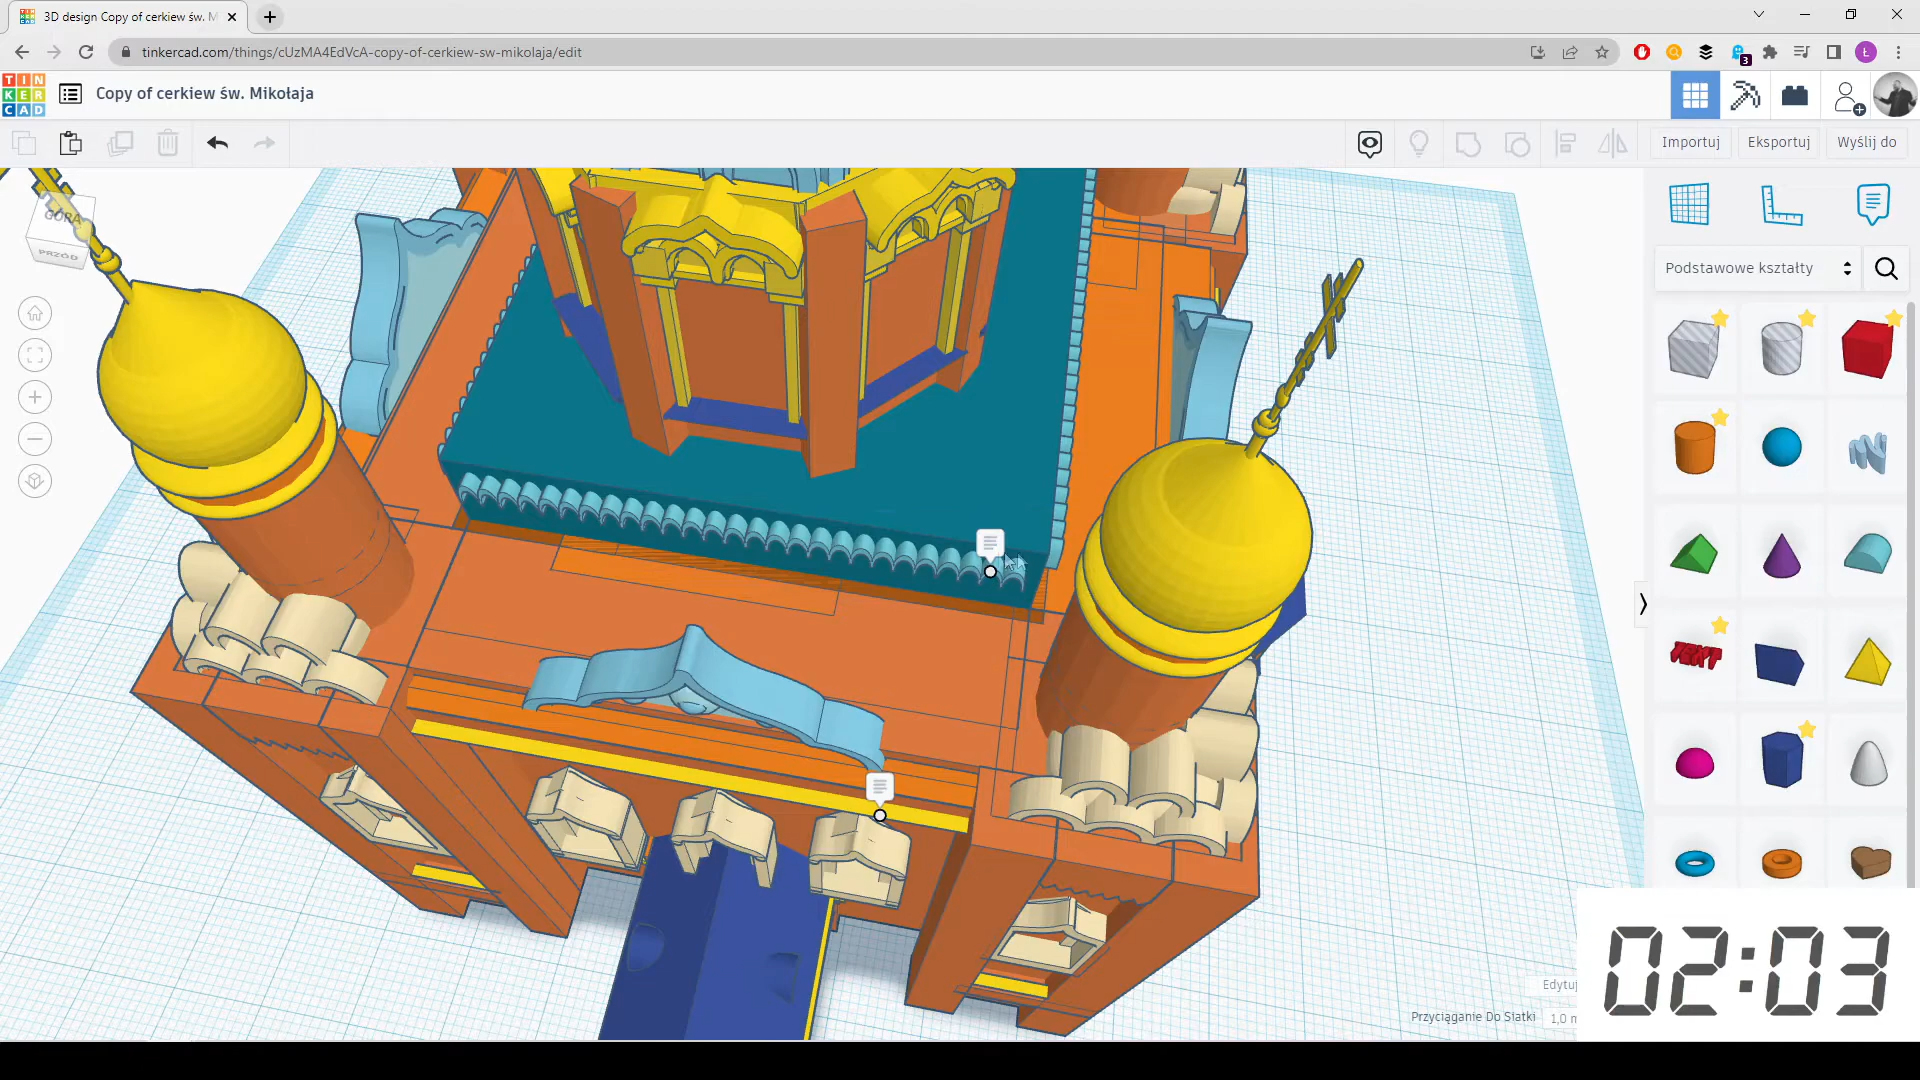 3D design Copy of cerkiew św. M
tinkercad.com/things/cUzMA4EdVcA-copy-of-cerkiew-sw-mikolaja/edit
3
Ł
TIN
KER
CAD
Copy of cerkiew św. Mikołaja
Importuj
Eksportuj
Wyślij do
GÓRA
PRZÓD
Podstawowe kształty
TEXT
Edytuj
Przyciąganie Do Siatki
1,0 m
02:03